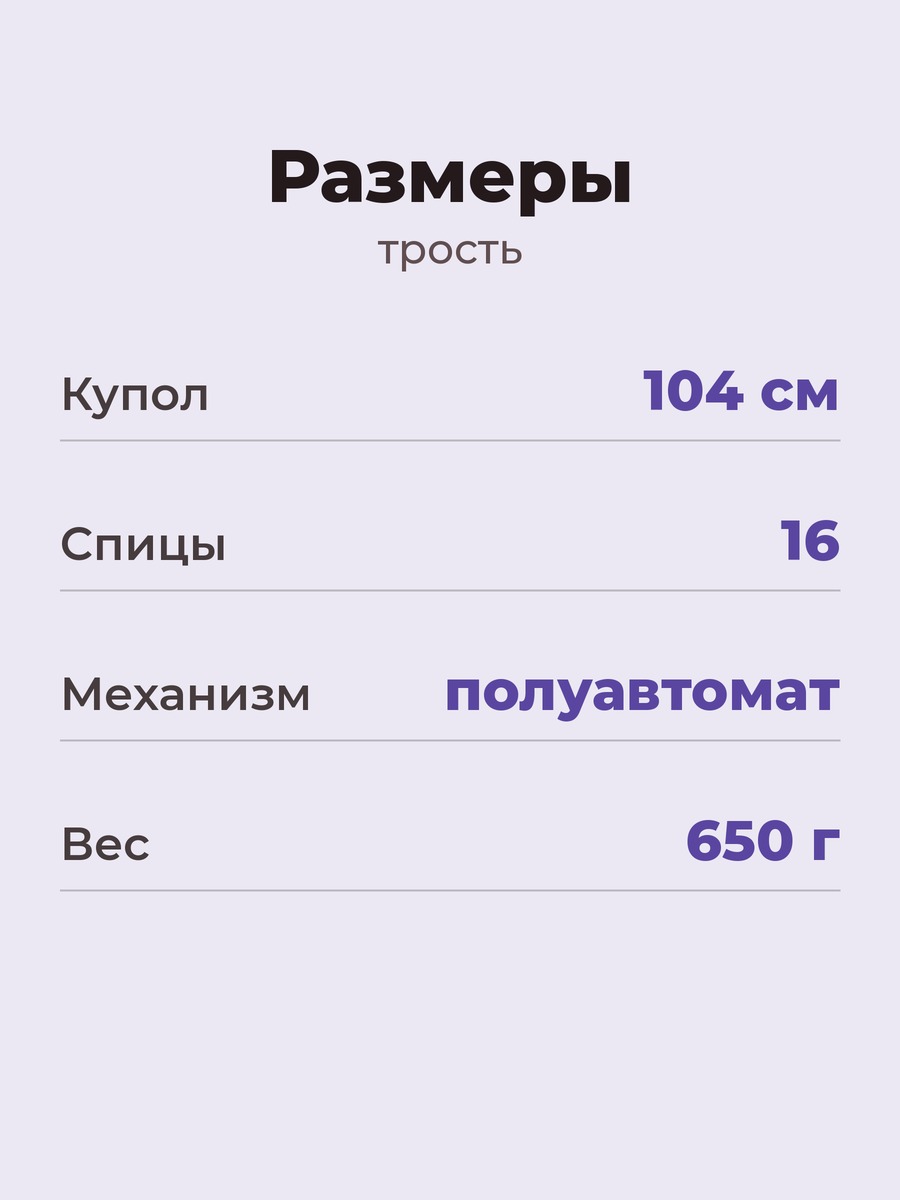 Размеры
трость
Купол 104 см
Спицы 16
Механизм полуавтомат
Вес 650 г